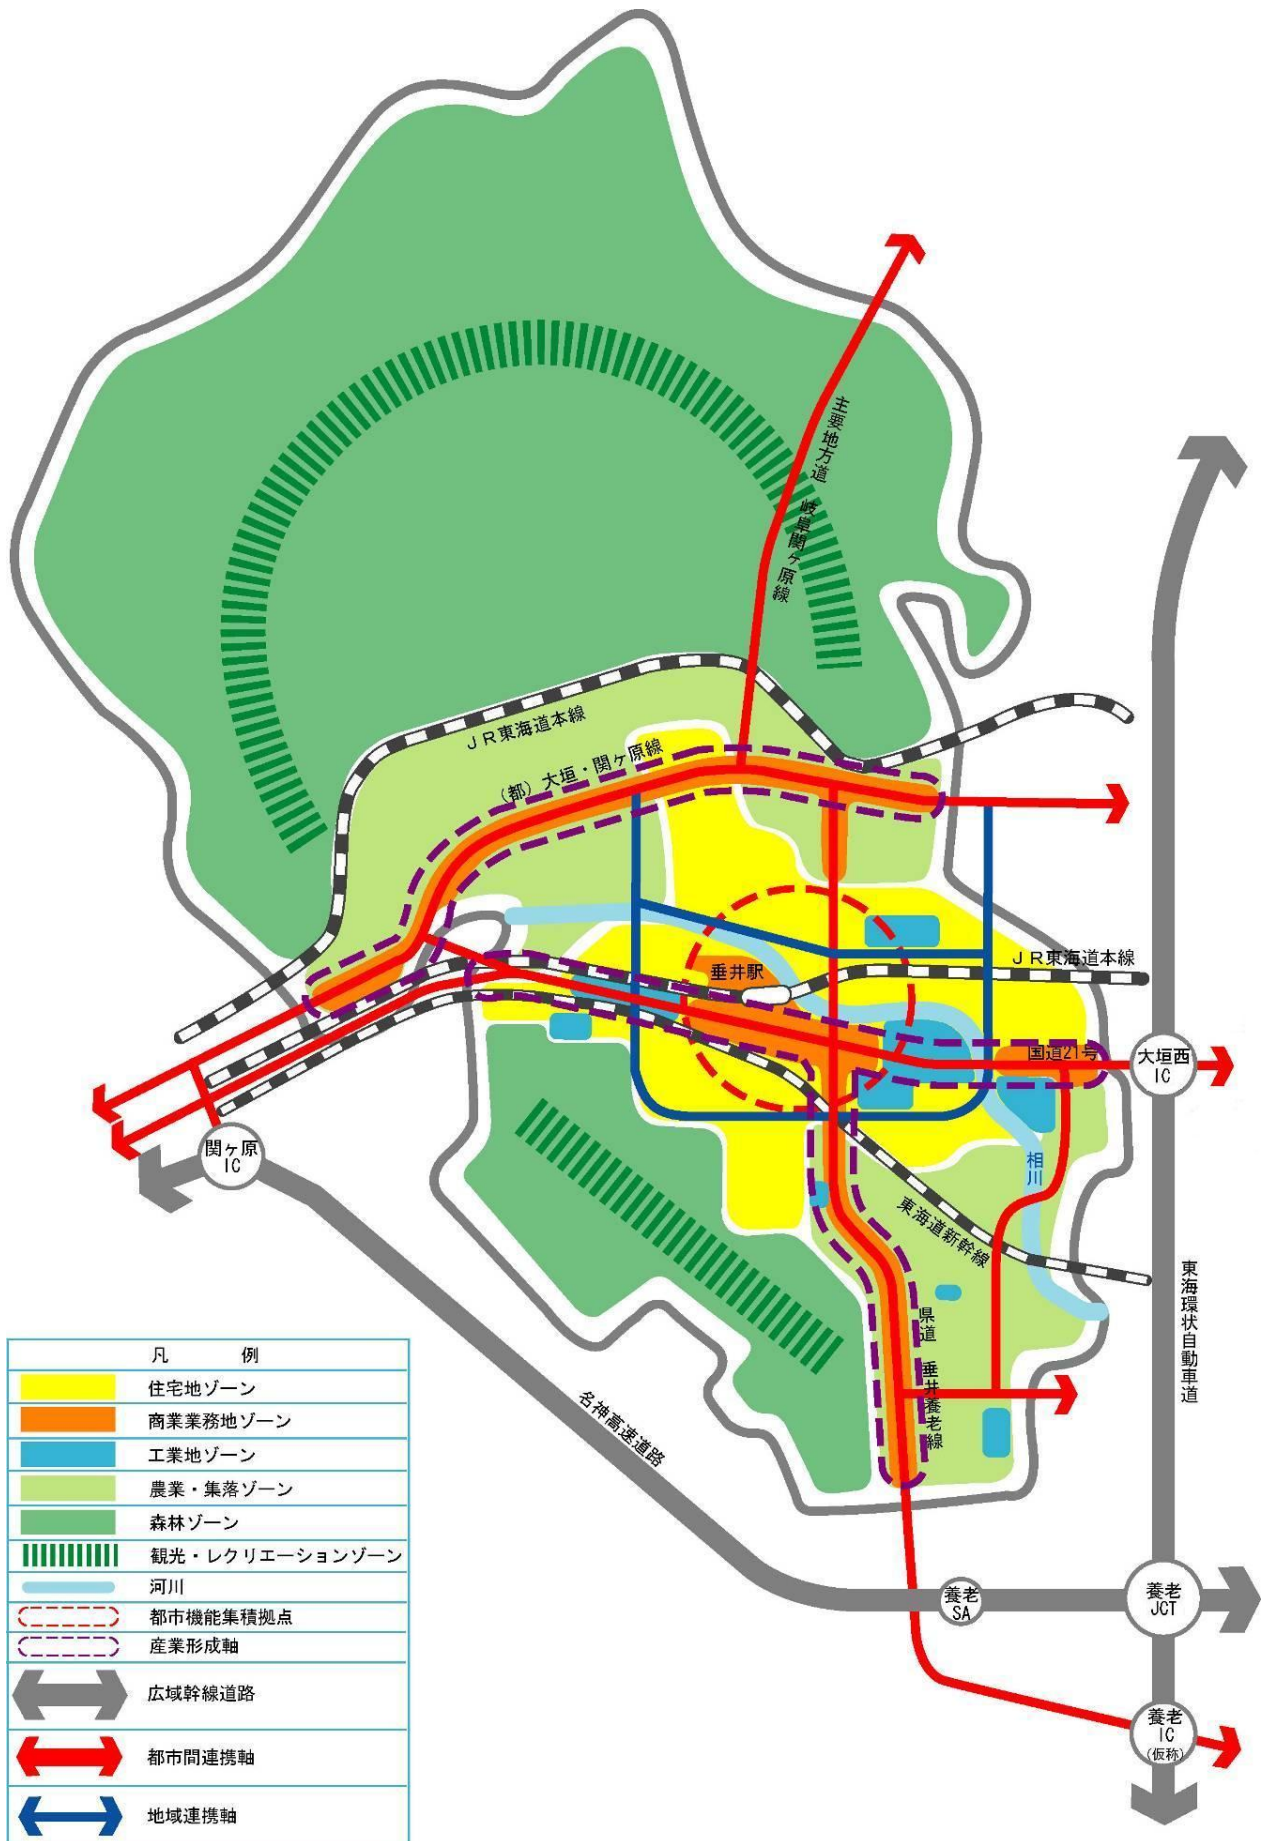 主要地方道 岐阜関ヶ原線
ＪＲ東海道本線
(都) 大垣・関ヶ原線
垂井駅
ＪＲ東海道本線
国道21号
大垣西
IC
関ヶ原
IC
相川
東海道新幹線
県道 垂井養老線
東海環状自動車道
名神高速道路
養老
SA
養老
JCT
養老
IC
(仮称)
凡 例
住宅地ゾーン
商業業務地ゾーン
工業地ゾーン
農業・集落ゾーン
森林ゾーン
観光・レクリエーションゾーン
河川
都市機能集積拠点
産業形成軸
広域幹線道路
都市間連携軸
地域連携軸